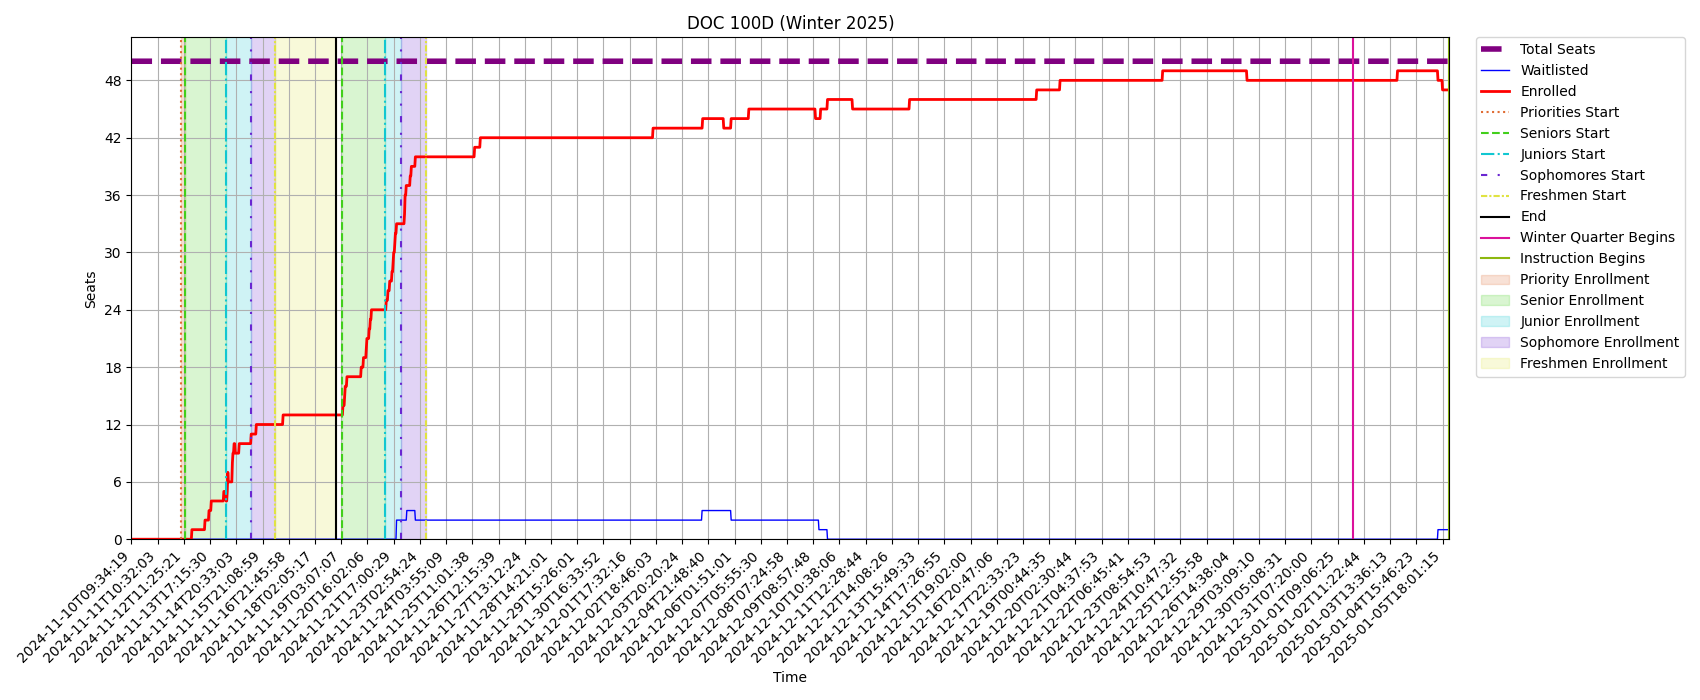 DOC 100D (Winter 2025)
Total Seats
Waitlisted
Enrolled
Priorities Start
Seniors Start
Juniors Start
Sophomores Start
Freshmen Start
End
Winter Quarter Begins
Instruction Begins
Priority Enrollment
Senior Enrollment
Junior Enrollment
Sophomore Enrollment
Freshmen Enrollment
Seats
48
42
36
30
24
18
12
6
0
2024-11-10T09:34:19
2024-11-11T10:32:03
2024-11-12T11:25:21
2024-11-13T17:15:30
2024-11-14T20:33:03
2024-11-15T21:08:59
2024-11-16T21:45:58
2024-11-18T02:05:17
2024-11-19T03:07:07
2024-11-20T16:02:06
2024-11-21T17:00:29
2024-11-23T02:54:24
2024-11-24T03:55:09
2024-11-25T11:01:38
2024-11-26T12:15:39
2024-11-27T13:12:24
2024-11-28T14:21:01
2024-11-29T15:26:01
2024-11-30T16:33:52
2024-12-01T17:32:16
2024-12-02T18:46:03
2024-12-03T20:20:24
2024-12-04T21:48:40
2024-12-06T01:51:01
2024-12-07T05:55:30
2024-12-08T07:24:58
2024-12-09T08:57:48
2024-12-10T10:38:06
2024-12-11T12:28:44
2024-12-12T14:08:26
2024-12-13T15:49:33
2024-12-14T17:26:55
2024-12-15T19:02:00
2024-12-16T20:47:06
2024-12-17T22:33:23
2024-12-19T00:44:35
2024-12-20T02:30:44
2024-12-21T04:37:53
2024-12-22T06:45:41
2024-12-23T08:54:53
2024-12-24T10:47:32
2024-12-25T12:55:58
2024-12-26T14:38:04
2024-12-29T03:09:10
2024-12-30T05:08:31
2024-12-31T07:20:00
2025-01-01T09:06:25
2025-01-02T11:22:44
2025-01-03T13:36:13
2025-01-04T15:46:23
2025-01-05T18:01:15
Time